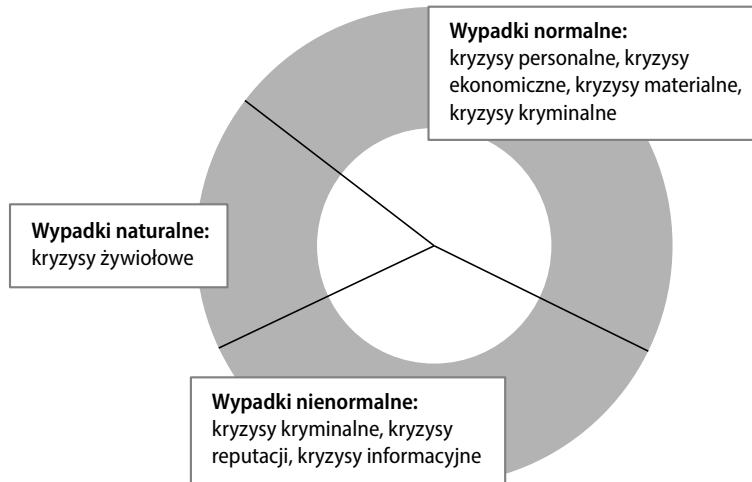 Wypadki normalne:
kryzysy personalne, kryzysy
ekonomiczne, kryzysy materialne,
kryzysy kryminalne
Wypadki naturalne:
kryzysy żywiołowe
Wypadki nienormalne:
kryzysy kryminalne, kryzysy
reputacji, kryzysy informacyjne